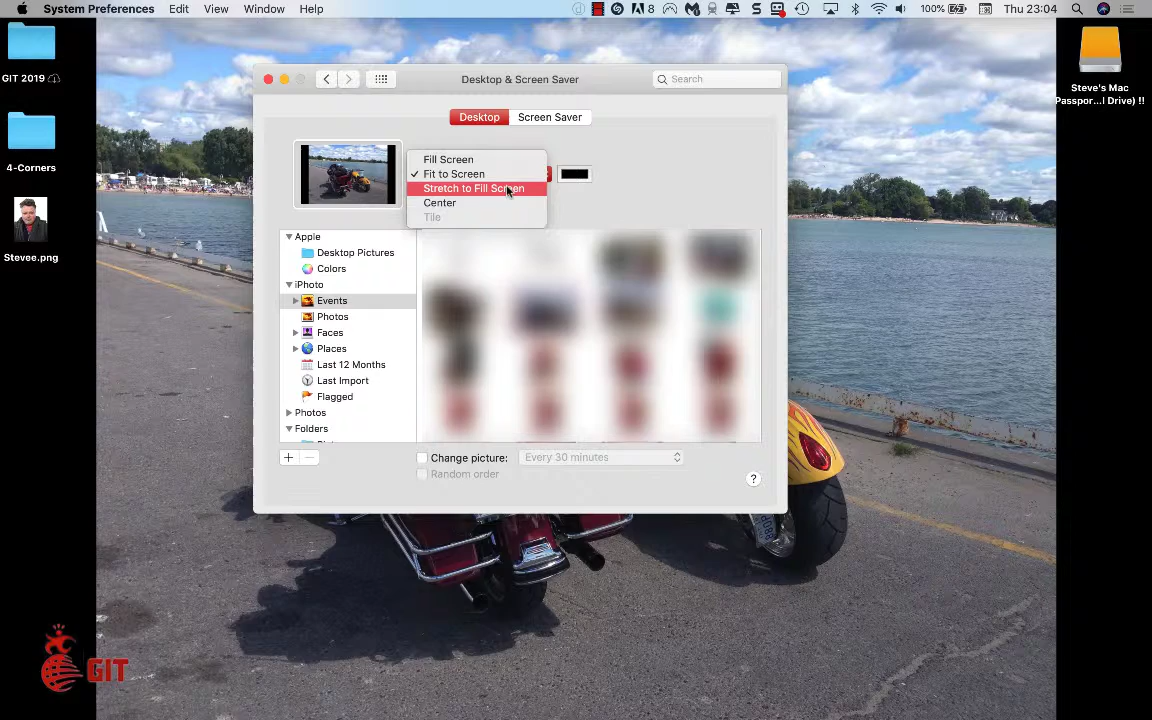 System Preferences Edit View Window Help 8 100% Thu 23:04
GIT 2019
4-Corners
Stevee.png
Steve's Mac
Passpor...l Drive) !!
Desktop & Screen Saver
Search
Desktop Screen Saver
Fill Screen
✓ Fit to Screen
Stretch to Fill Screen
Center
Tile
Apple
Desktop Pictures
Colors
iPhoto
Events
Photos
Faces
Places
Last 12 Months
Last Import
Flagged
Photos
Folders
+ −
Change picture: Every 30 minutes
Random order
?
GIT